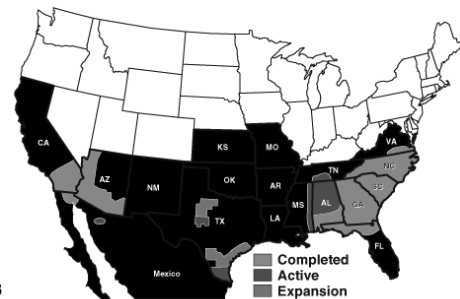 CA
AZ
NM
KS
OK
TX
MO
AR
LA
MS
TN
AL
GA
SC
NC
VA
FL
Mexico
Completed
Active
Expansion